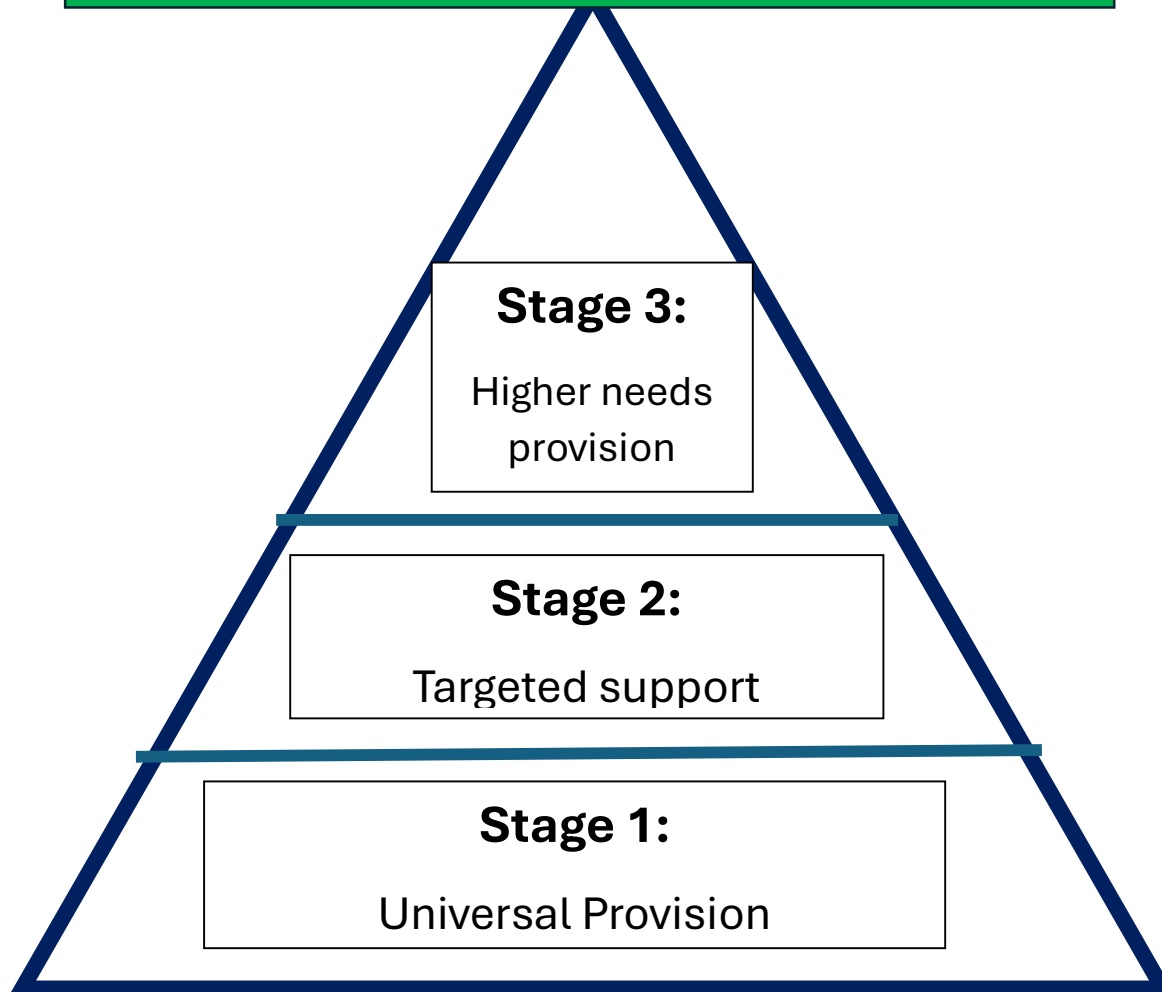 Stage 3:
Higher needs
provision
Stage 2:
Targeted support
Stage 1:
Universal Provision